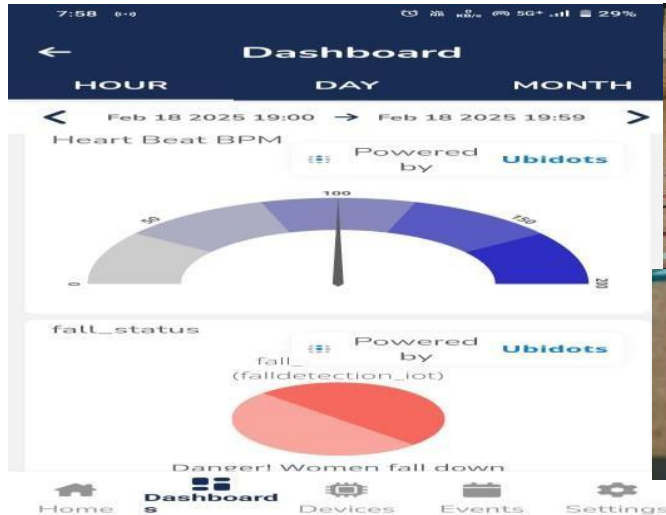 7:58 KB/s 5G+ 29%
Dashboard
HOUR DAY MONTH
Feb 18 2025 19:00 → Feb 18 2025 19:59
Heart Beat BPM
Powered by Ubidots
0 50 100 150 200
fall_status
Powered by Ubidots
fall_
(falldetection_iot)
Danger! Women fall down
Home Dashboards Devices Events Settings